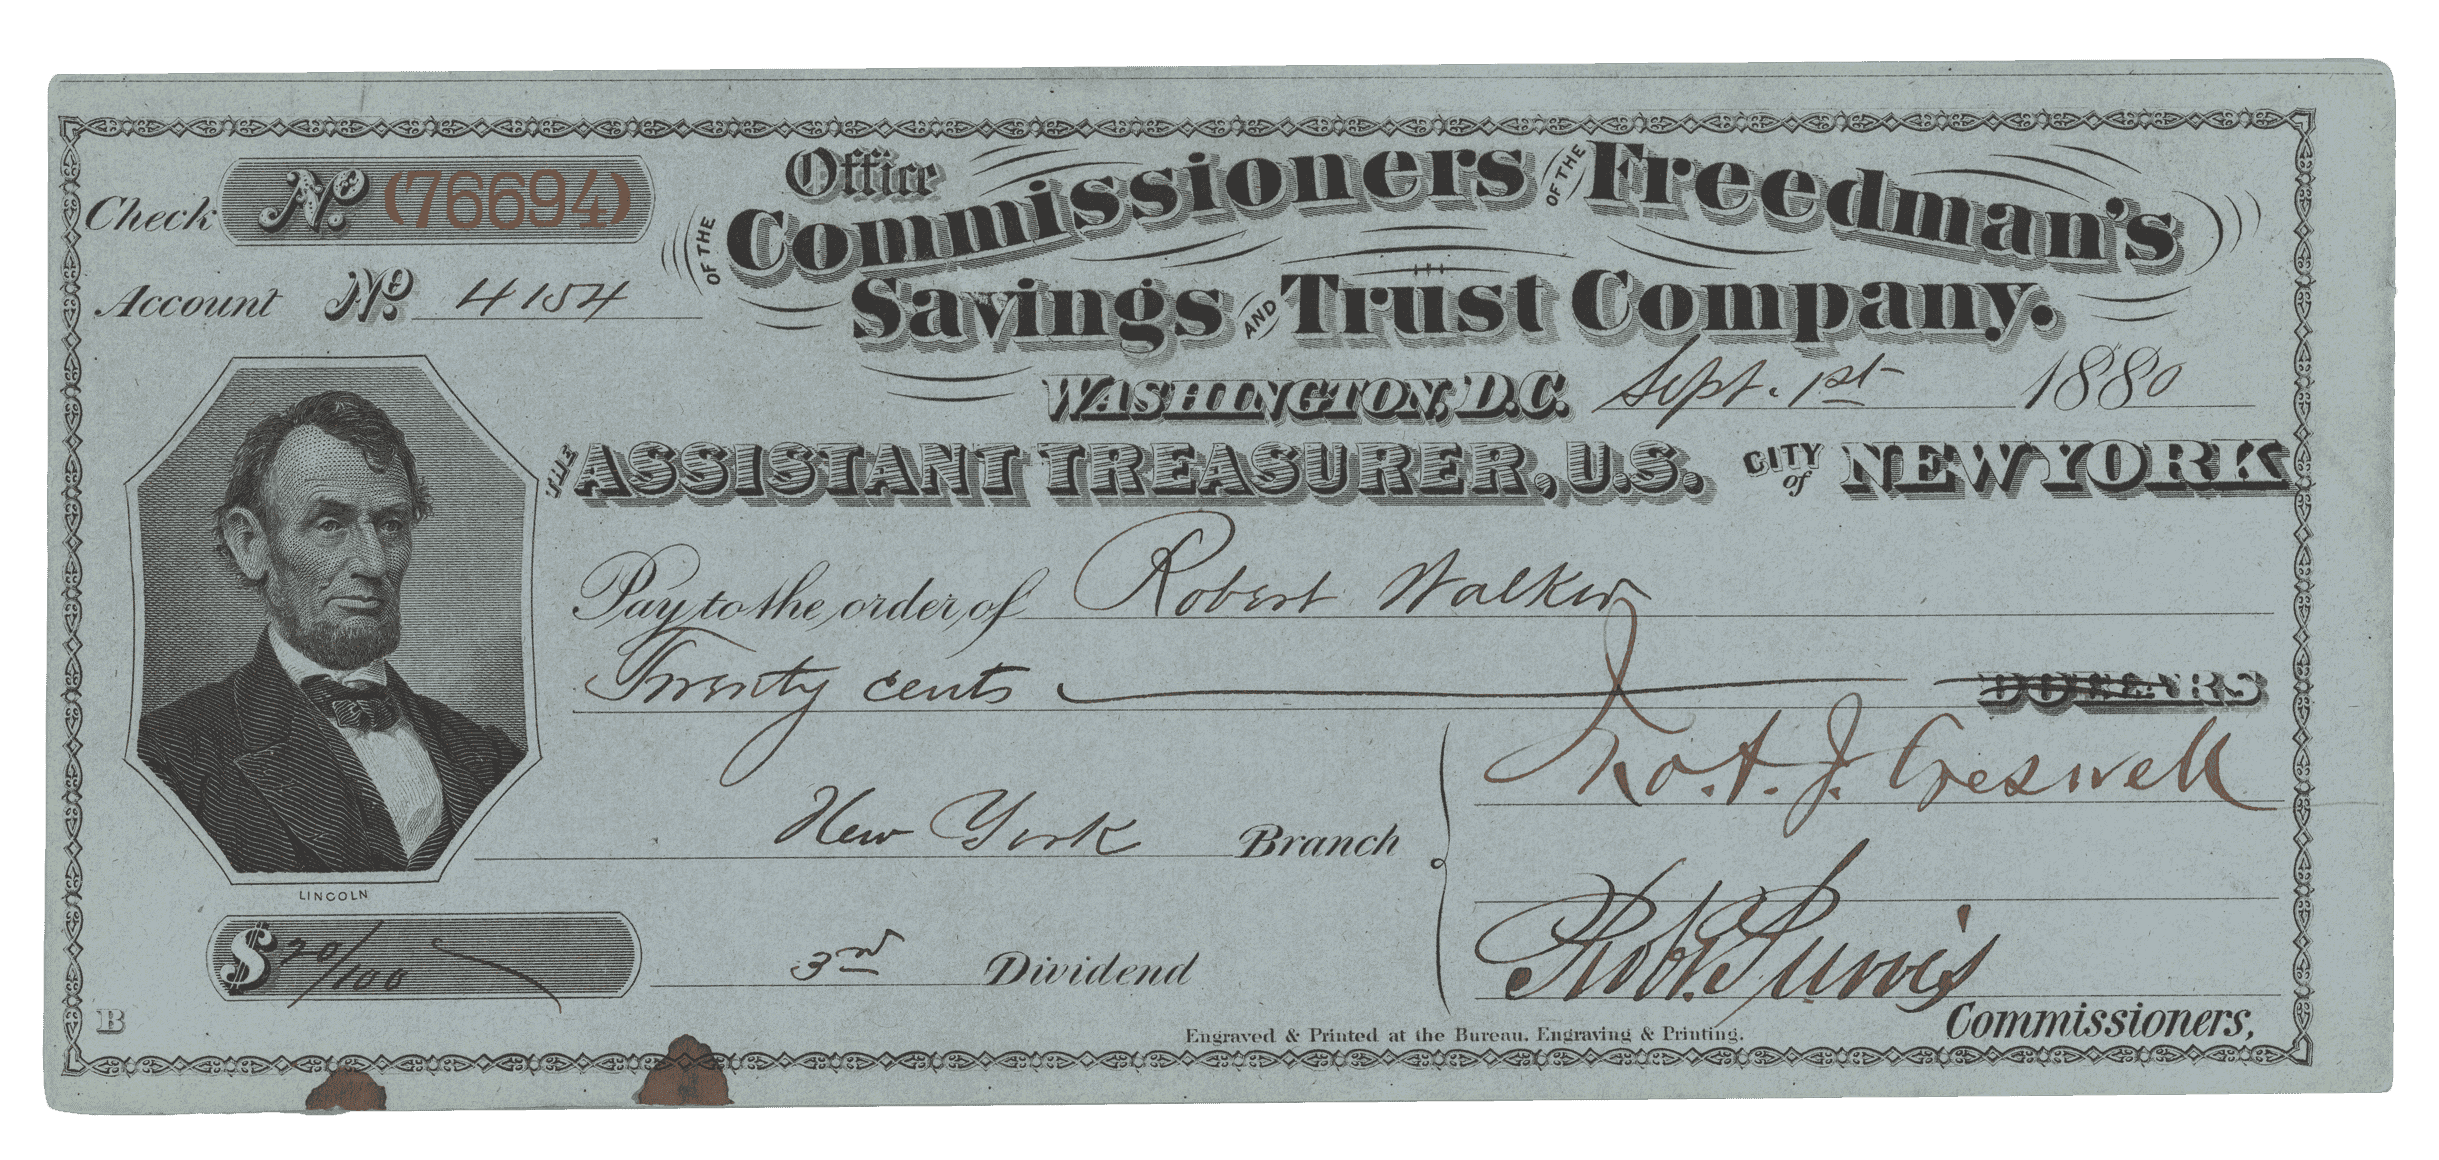 Check No. (76694)
Account No. 4154
Office
OF THE Commissioners OF THE Freedman's
Savings AND Trust Company.
WASHINGTON, D.C. Sept. 1st 1880
THE ASSISTANT TREASURER, U.S. CITY of NEW YORK
Pay to the order of Robert Walker
Twenty cents DOLLARS
Jno. A. J. Creswell
New York Branch
LINCOLN
Robt. Purvis
$ 20/100
3rd Dividend
Commissioners,
B
Engraved & Printed at the Bureau, Engraving & Printing.